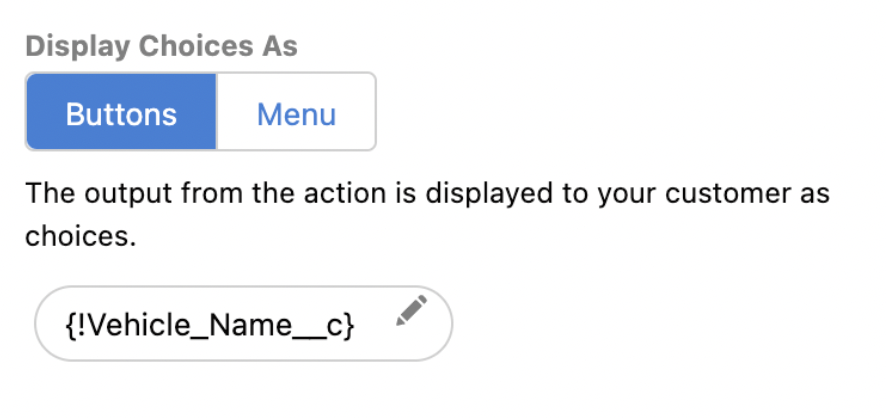 Display Choices As
Buttons Menu
The output from the action is displayed to your customer as
choices.
{!Vehicle_Name__c}